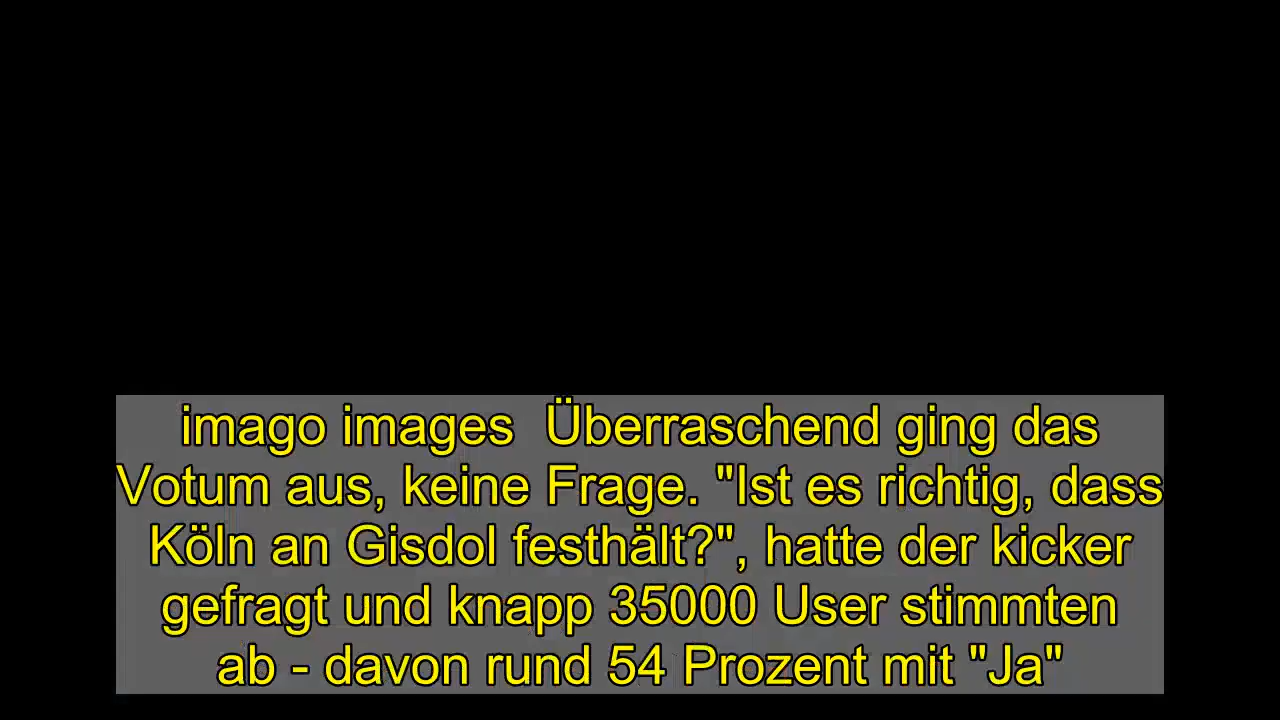 imago images  Überraschend ging das
Votum aus, keine Frage. "Ist es richtig, dass
Köln an Gisdol festhält?", hatte der kicker
gefragt und knapp 35000 User stimmten
ab - davon rund 54 Prozent mit "Ja"